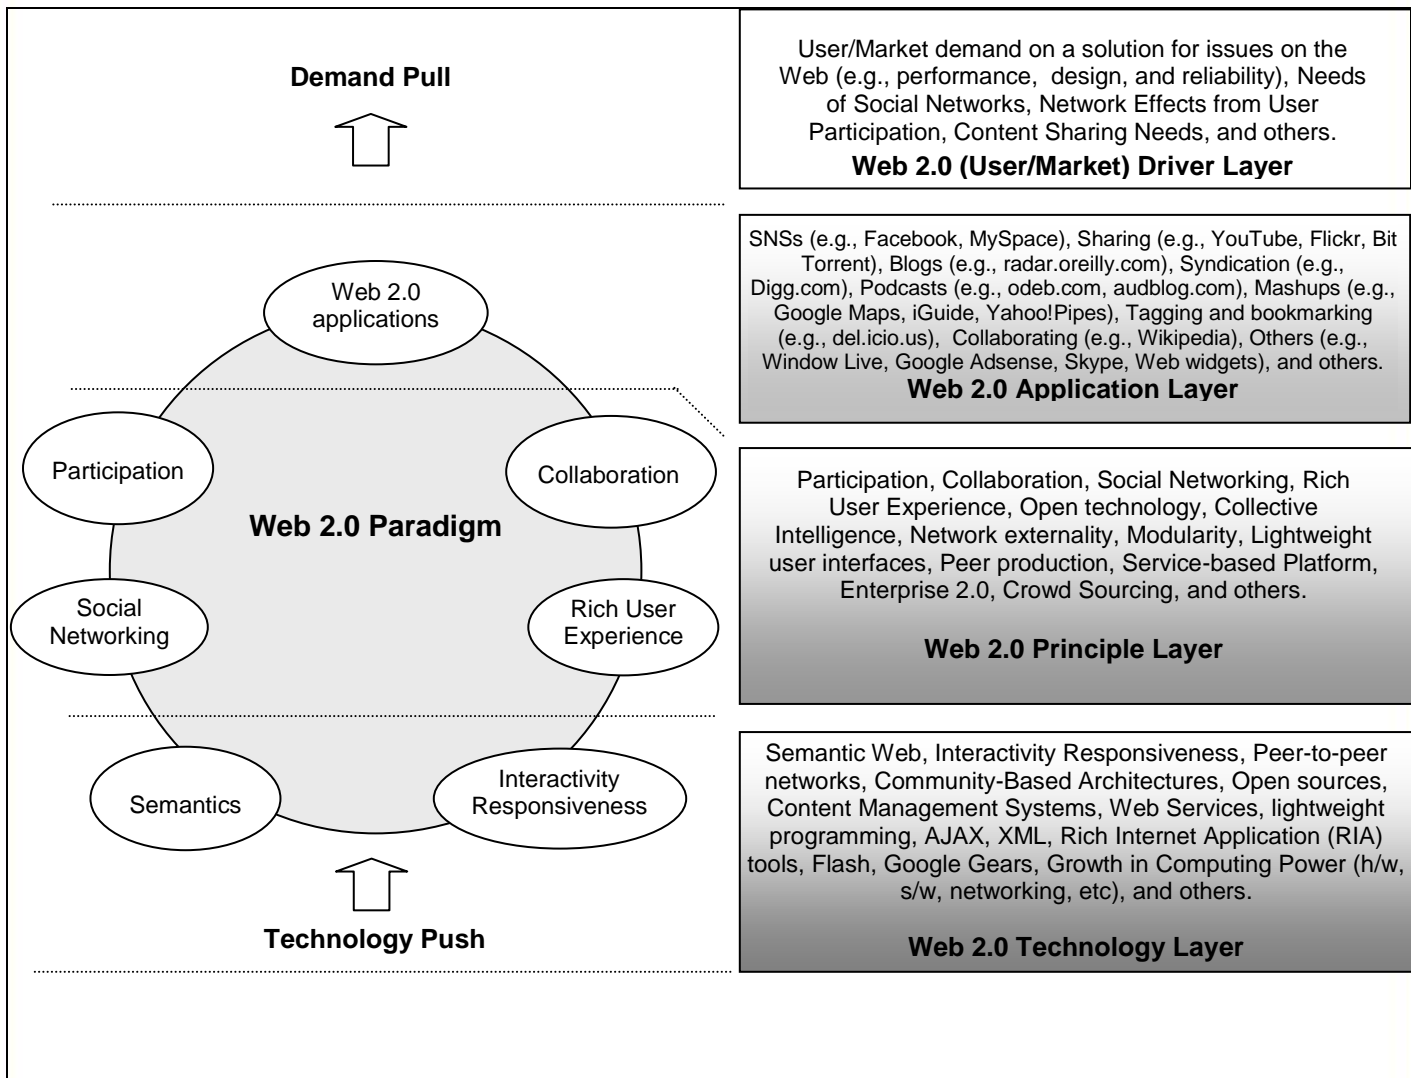 Demand Pull
User/Market demand on a solution for issues on the
Web (e.g., performance, design, and reliability), Needs
of Social Networks, Network Effects from User
Participation, Content Sharing Needs, and others.
Web 2.0 (User/Market) Driver Layer
Web 2.0
applications
SNSs (e.g., Facebook, MySpace), Sharing (e.g., YouTube, Flickr, Bit
Torrent), Blogs (e.g., radar.oreilly.com), Syndication (e.g.,
Digg.com), Podcasts (e.g., odeb.com, audblog.com), Mashups (e.g.,
Google Maps, iGuide, Yahoo!Pipes), Tagging and bookmarking
(e.g., del.icio.us), Collaborating (e.g., Wikipedia), Others (e.g.,
Window Live, Google Adsense, Skype, Web widgets), and others.
Web 2.0 Application Layer
Participation
Collaboration
Web 2.0 Paradigm
Social
Networking
Rich User
Experience
Participation, Collaboration, Social Networking, Rich
User Experience, Open technology, Collective
Intelligence, Network externality, Modularity, Lightweight
user interfaces, Peer production, Service-based Platform,
Enterprise 2.0, Crowd Sourcing, and others.
Web 2.0 Principle Layer
Semantics
Interactivity
Responsiveness
Technology Push
Semantic Web, Interactivity Responsiveness, Peer-to-peer
networks, Community-Based Architectures, Open sources,
Content Management Systems, Web Services, lightweight
programming, AJAX, XML, Rich Internet Application (RIA)
tools, Flash, Google Gears, Growth in Computing Power (h/w,
s/w, networking, etc), and others.
Web 2.0 Technology Layer